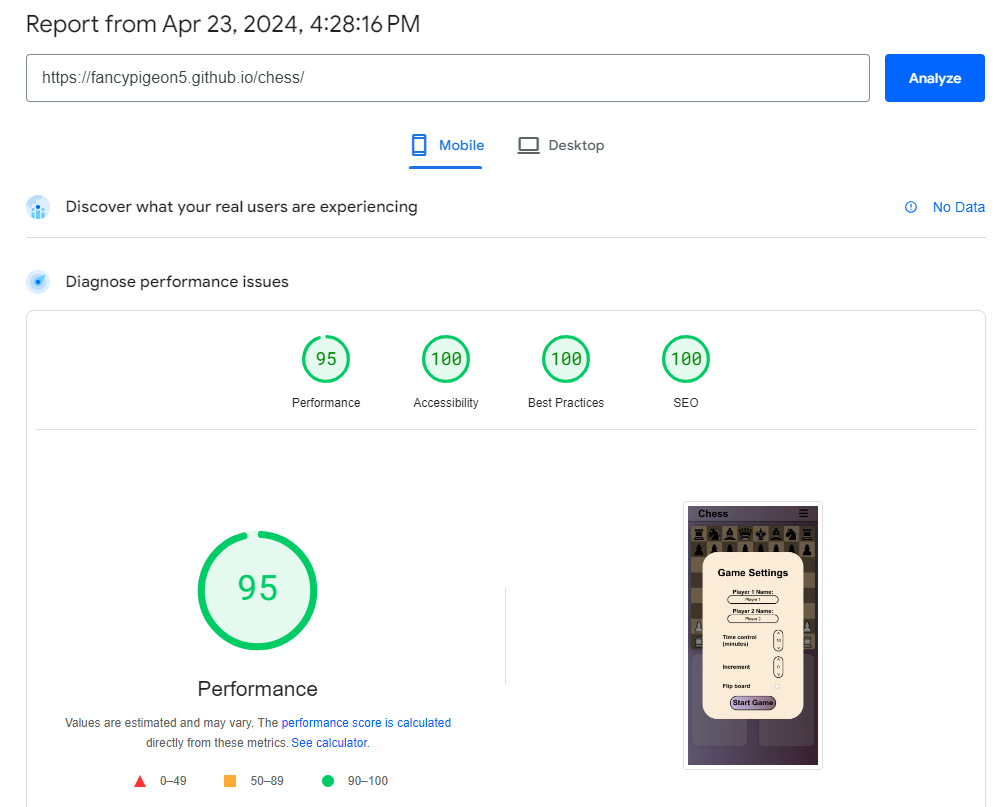 Report from Apr 23, 2024, 4:28:16 PM
https://fancypigeon5.github.io/chess/
Analyze
Mobile Desktop
Discover what your real users are experiencing No Data
Diagnose performance issues
95 100 100 100
Performance Accessibility Best Practices SEO
95
Performance
Values are estimated and may vary. The performance score is calculated
directly from these metrics. See calculator.
0–49 50–89 90–100
Chess
Game Settings
Player 1 Name:
Player 1
Player 2 Name:
Player 2
Time control
(minutes)
10
Increment
0
Flip board
Start Game